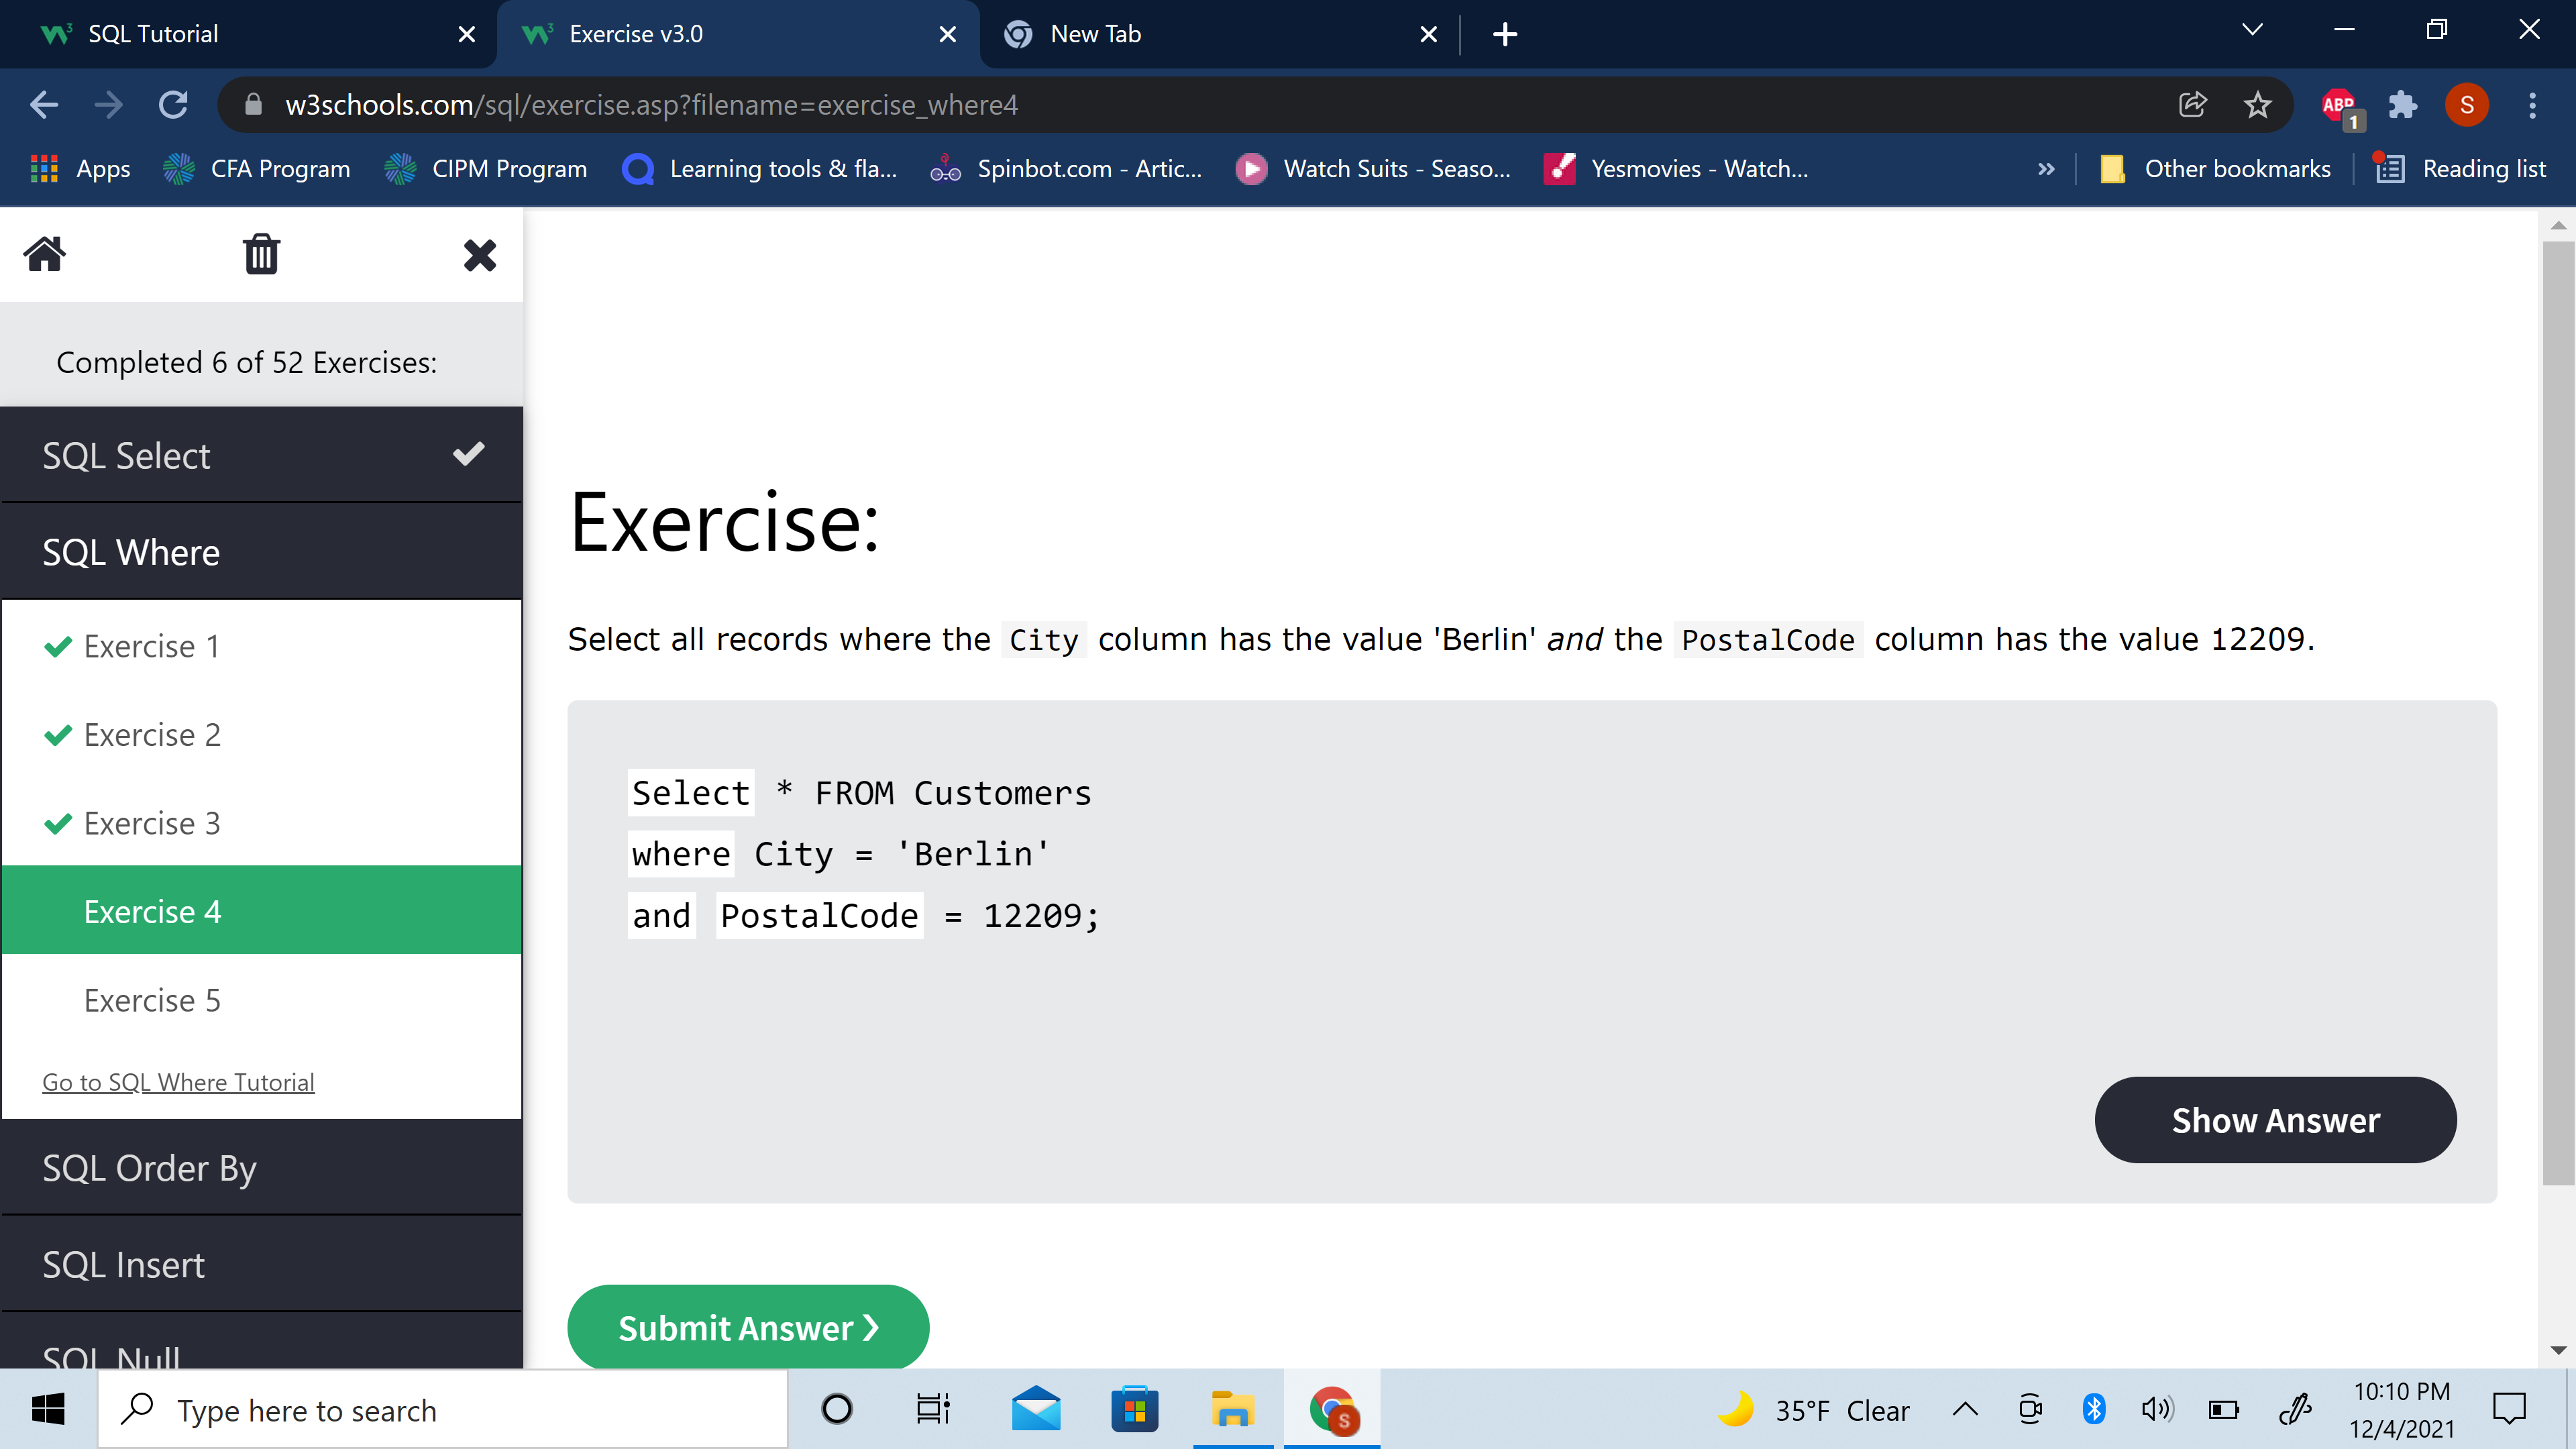 SQL Tutorial
Exercise v3.0
New Tab
w3schools.com/sql/exercise.asp?filename=exercise_where4
ABP
1
S
Apps
CFA Program
CIPM Program
Learning tools & fla...
Spinbot.com - Artic...
Watch Suits - Seaso...
Yesmovies - Watch...
»
Other bookmarks
Reading list
Completed 6 of 52 Exercises:
SQL Select
SQL Where
Exercise 1
Exercise 2
Exercise 3
Exercise 4
Exercise 5
Go to SQL Where Tutorial
SQL Order By
SQL Insert
SQL Null
Exercise:
Select all records where the City column has the value 'Berlin' and the PostalCode column has the value 12209.
Select * FROM Customers
where City = 'Berlin'
and PostalCode = 12209;
Show Answer
Submit Answer ❯
Type here to search
S
35°F Clear
10:10 PM
12/4/2021